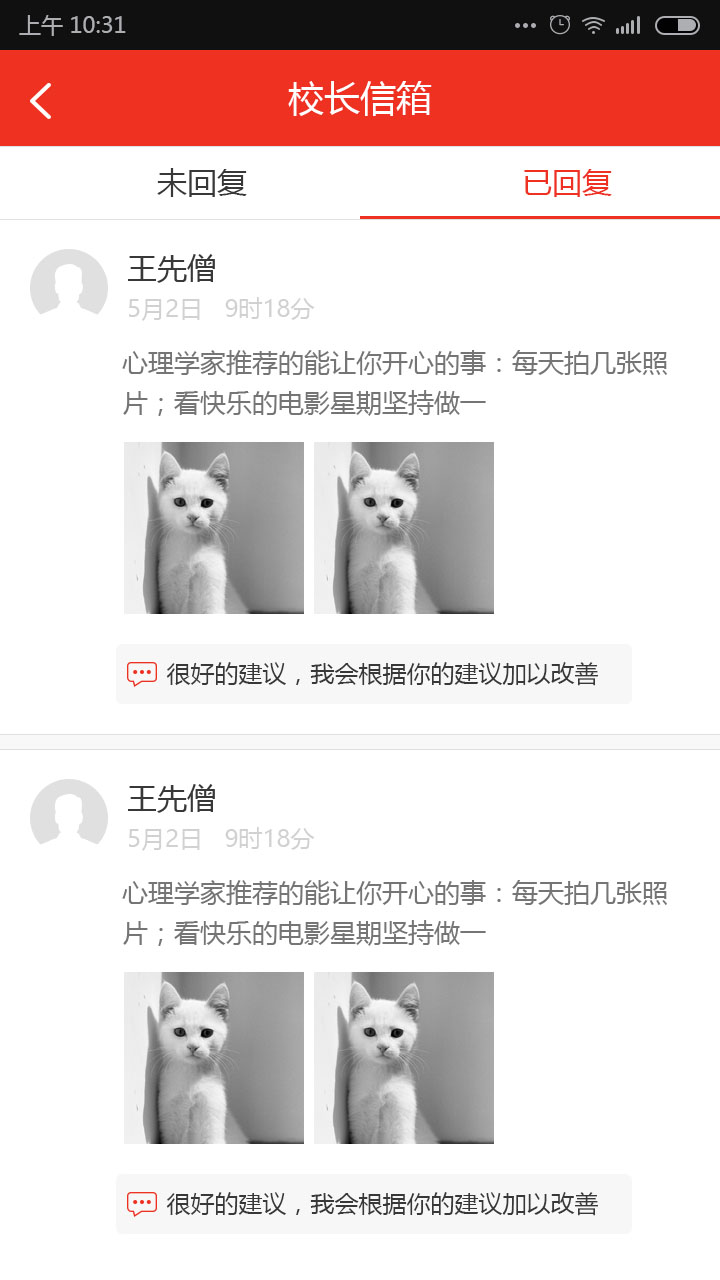 上午 10:31
校长信箱
未回复
已回复
王先僧
5月2日 9时18分
心理学家推荐的能让你开心的事：每天拍几张照
片；看快乐的电影星期坚持做一
很好的建议，我会根据你的建议加以改善
王先僧
5月2日 9时18分
心理学家推荐的能让你开心的事：每天拍几张照
片；看快乐的电影星期坚持做一
很好的建议，我会根据你的建议加以改善